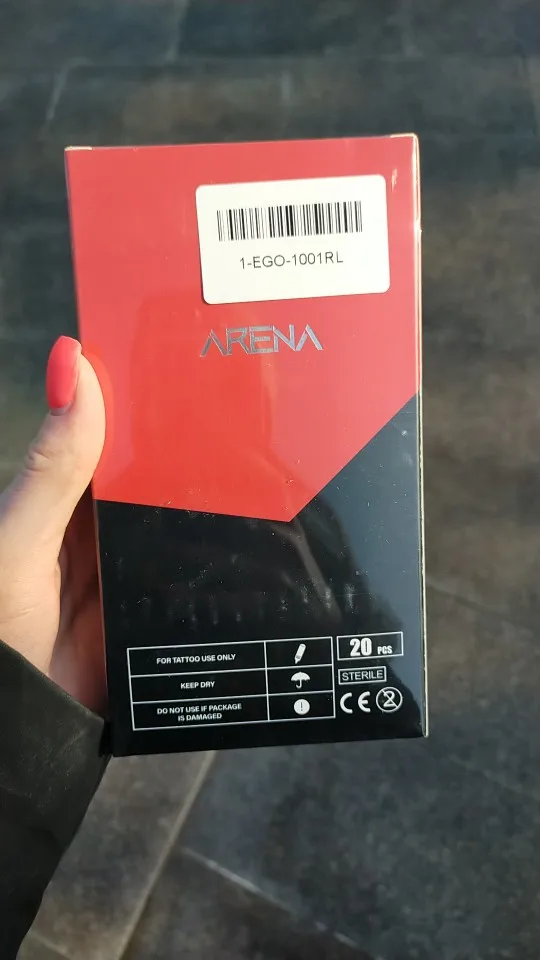 1-EGO-1001RL
ARENA
FOR TATTOO USE ONLY
20 PCS
KEEP DRY
STERILE
DO NOT USE IF PACKAGE
IS DAMAGED
CE